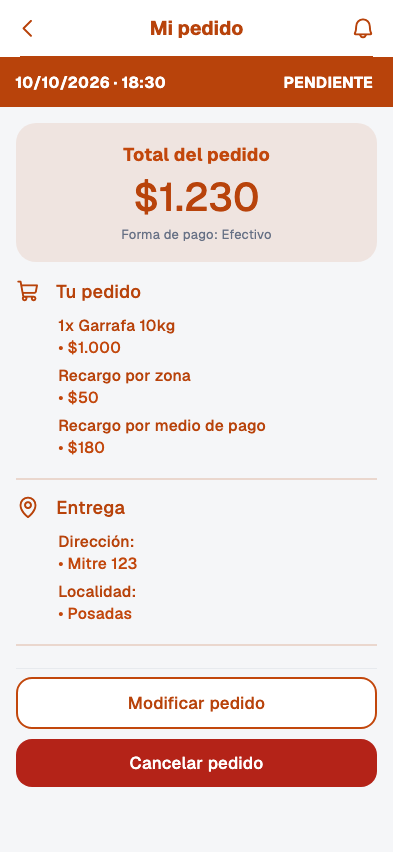 Mi pedido
10/10/2026 · 18:30 PENDIENTE
Total del pedido
$1.230
Forma de pago: Efectivo
Tu pedido
1x Garrafa 10kg
• $1.000
Recargo por zona
• $50
Recargo por medio de pago
• $180
Entrega
Dirección:
• Mitre 123
Localidad:
• Posadas
Modificar pedido
Cancelar pedido